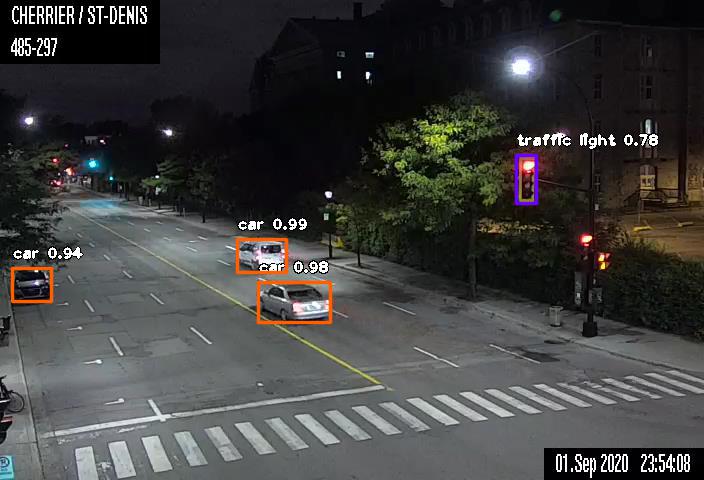 CHERRIER / ST-DENIS
485-297
traffic light 0.78
car 0.99
car 0.94
car 0.98
01.Sep 2020 23:54:08